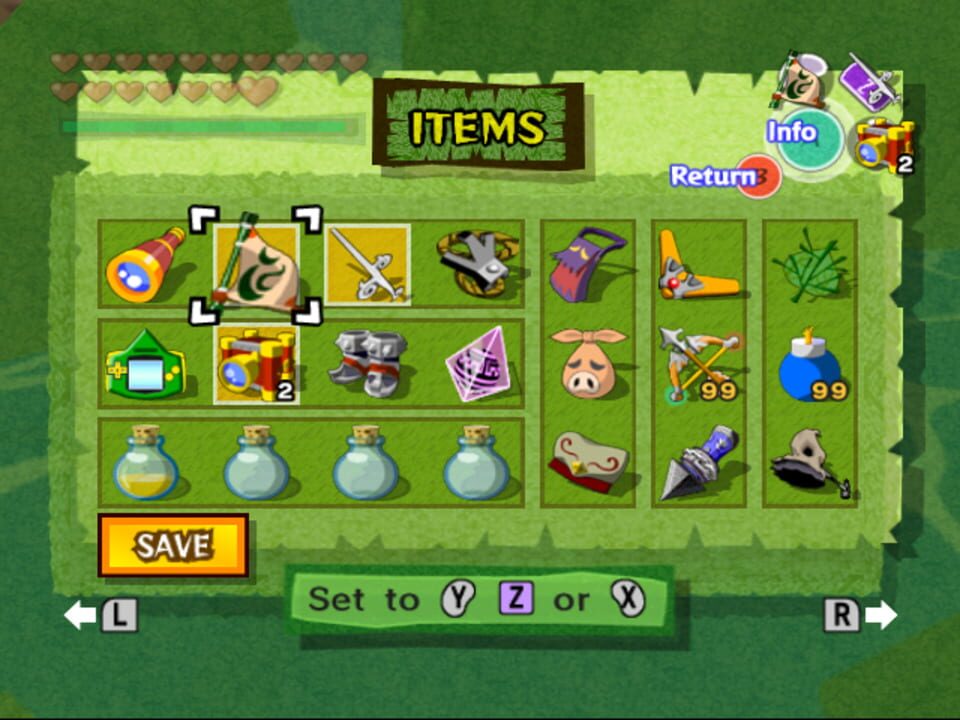 ITEMS
Info
2
Return
Z
99
2
99
SAVE
Set to Y Z or X
L
R